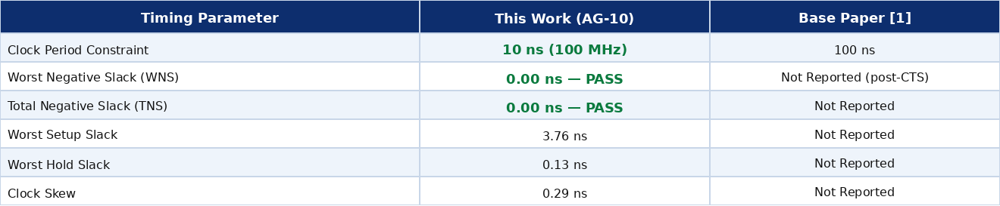 Timing Parameter This Work (AG-10) Base Paper [1]
Clock Period Constraint 10 ns (100 MHz) 100 ns
Worst Negative Slack (WNS) 0.00 ns — PASS Not Reported (post-CTS)
Total Negative Slack (TNS) 0.00 ns — PASS Not Reported
Worst Setup Slack 3.76 ns Not Reported
Worst Hold Slack 0.13 ns Not Reported
Clock Skew 0.29 ns Not Reported